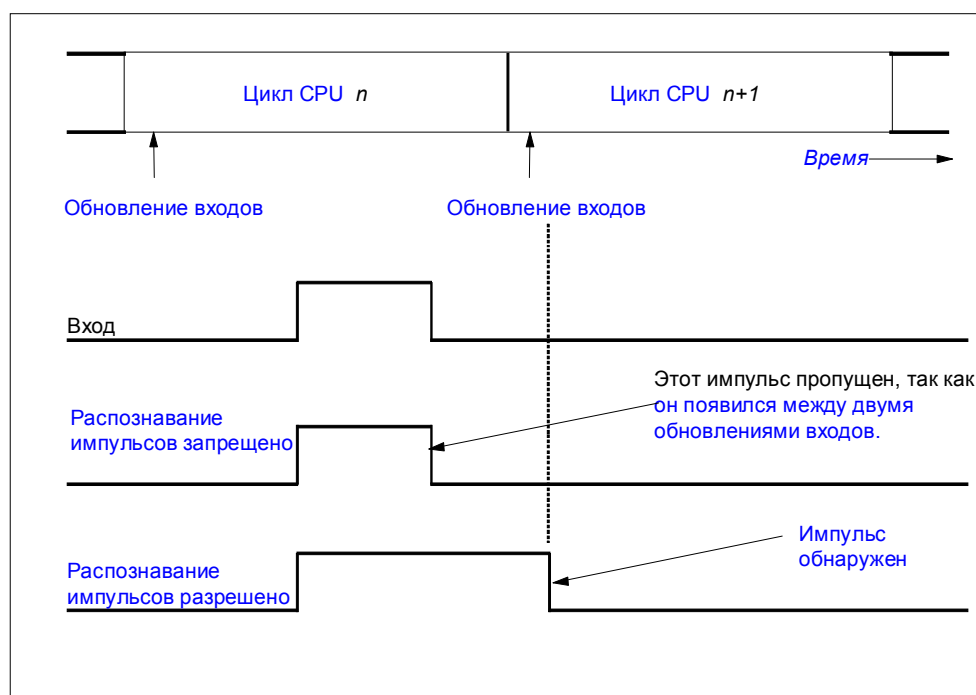 Цикл CPU n
Цикл CPU n+1
Время
Обновление входов
Обновление входов
Вход
Этот импульс пропущен, так как
он появился между двумя
обновлениями входов.
Распознавание
импульсов запрещено
Импульс
обнаружен
Распознавание
импульсов разрешено